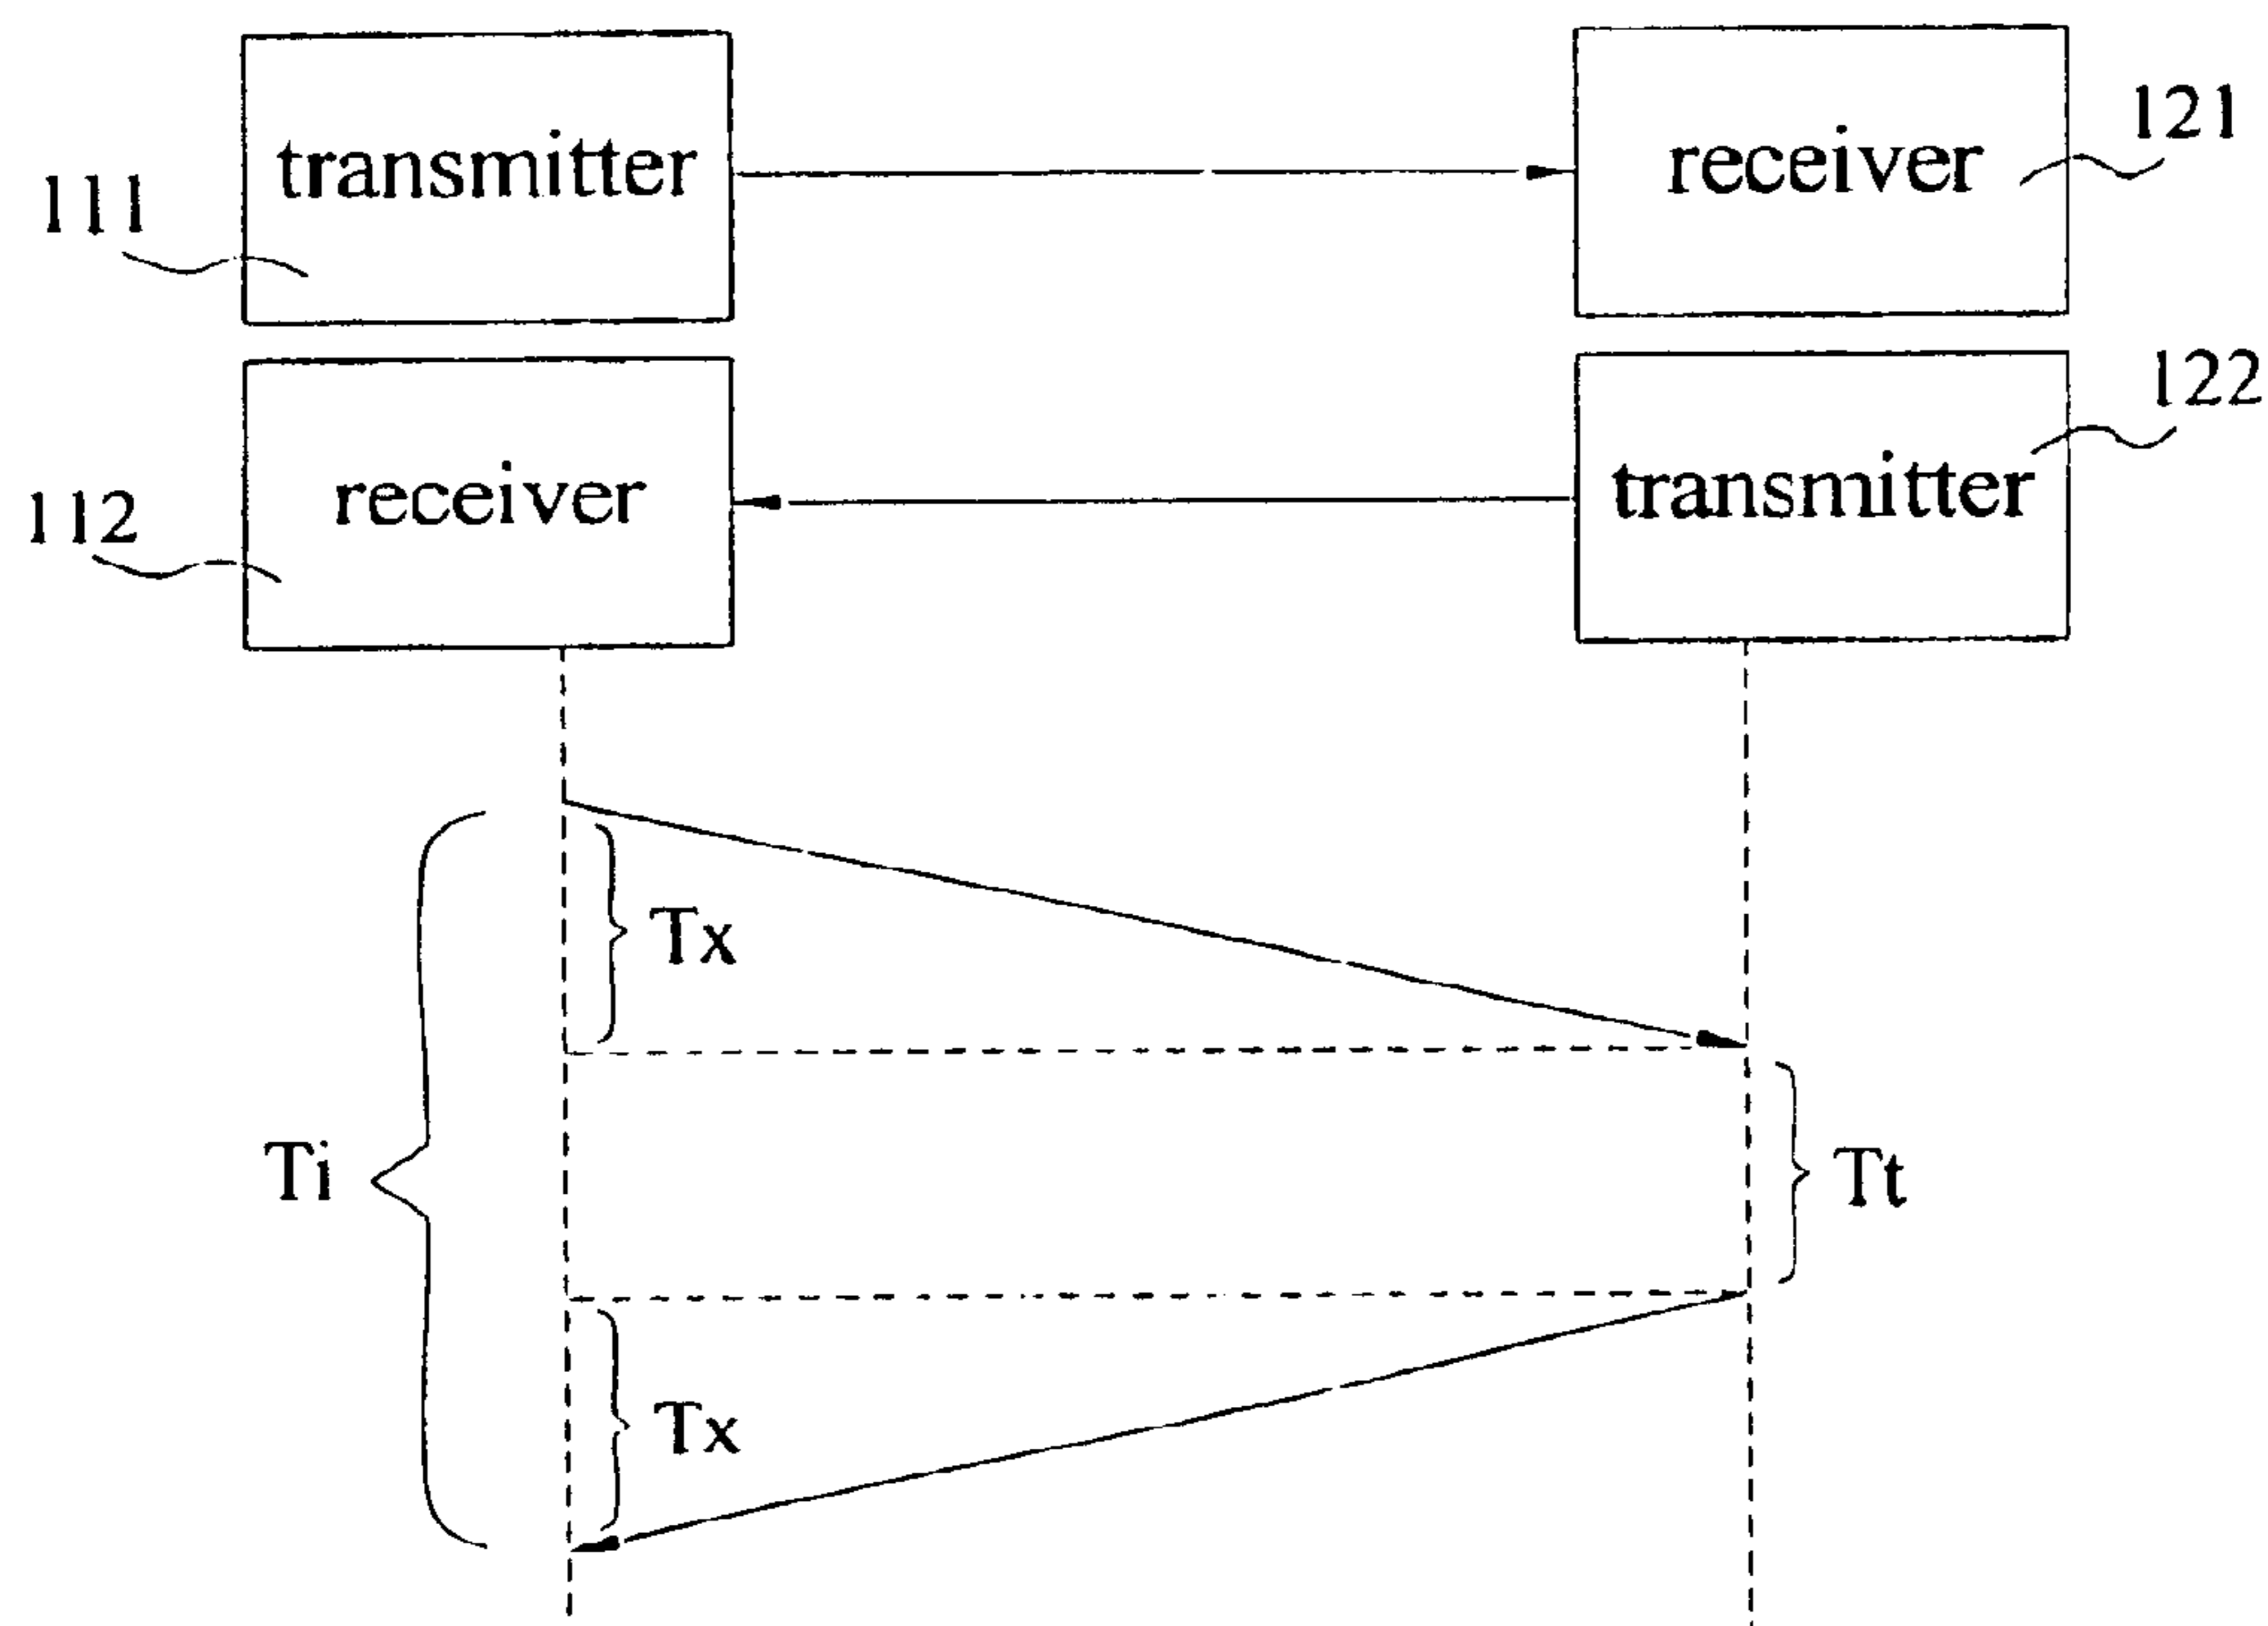 transmitter
receiver
121
111
122
receiver
transmitter
112
Tx
Ti
Tt
Tx